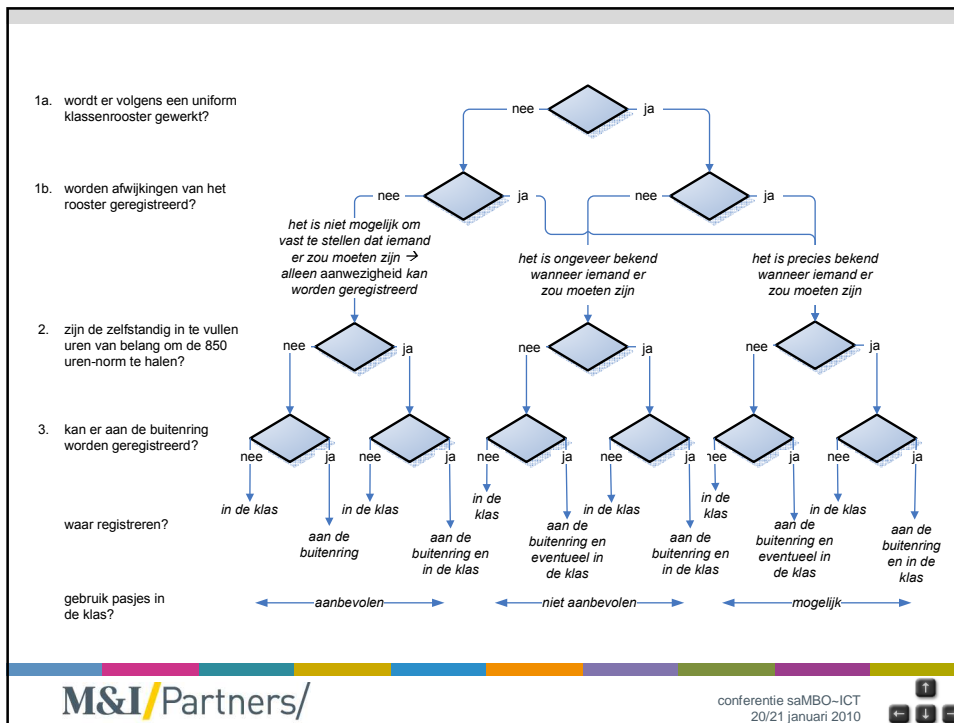 1a. wordt er volgens een uniform
klassenrooster gewerkt?
nee
ja
1b. worden afwijkingen van het
rooster geregistreerd?
nee
ja
nee
ja
het is niet mogelijk om
vast te stellen dat iemand
er zou moeten zijn →
alleen aanwezigheid kan
worden geregistreerd
het is ongeveer bekend
wanneer iemand er
zou moeten zijn
het is precies bekend
wanneer iemand er
zou moeten zijn
2. zijn de zelfstandig in te vullen
uren van belang om de 850
uren-norm te halen?
nee
ja
nee
ja
nee
ja
3. kan er aan de buitenring
worden geregistreerd?
nee
ja
nee
ja
nee
ja
nee
ja
nee
ja
nee
ja
waar registreren?
in de klas
aan de
buitenring
in de klas
aan de
buitenring en
in de klas
in de
klas
aan de
buitenring en
eventueel in
de klas
in de klas
aan de
buitenring en
in de klas
in de
klas
aan de
buitenring en
eventueel in
de klas
in de klas
aan de
buitenring
en in de
klas
gebruik pasjes in
de klas?
aanbevolen
niet aanbevolen
mogelijk
M&I/Partners/
conferentie saMBO~ICT
20/21 januari 2010